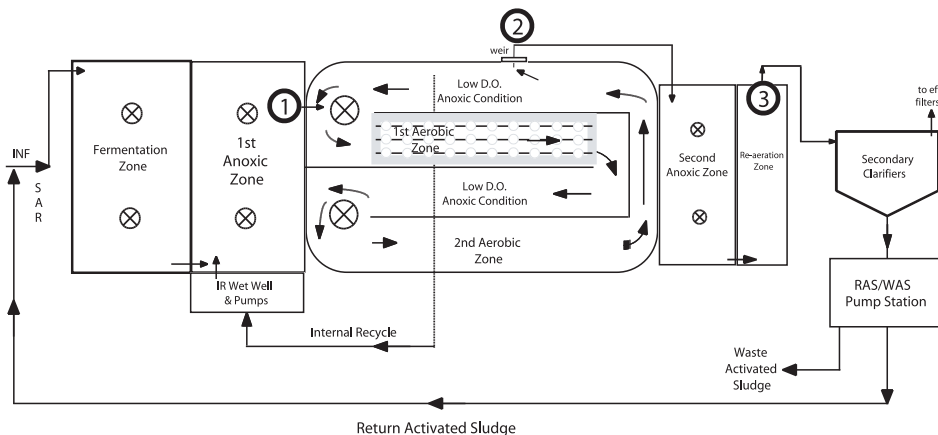 2
weir
Low D.O.
Anoxic Condition
1
3
to ef
filters
1st Aerobic
Zone
INF
Fermentation
Zone
1st
Anoxic
Zone
Second
Anoxic Zone
Re-aeration
Zone
Secondary
Clarifiers
S
A
R
Low D.O.
Anoxic Condition
2nd Aerobic
Zone
IR Wet Well
& Pumps
RAS/WAS
Pump Station
Internal Recycle
Waste
Activated
Sludge
Return Activated Sludge